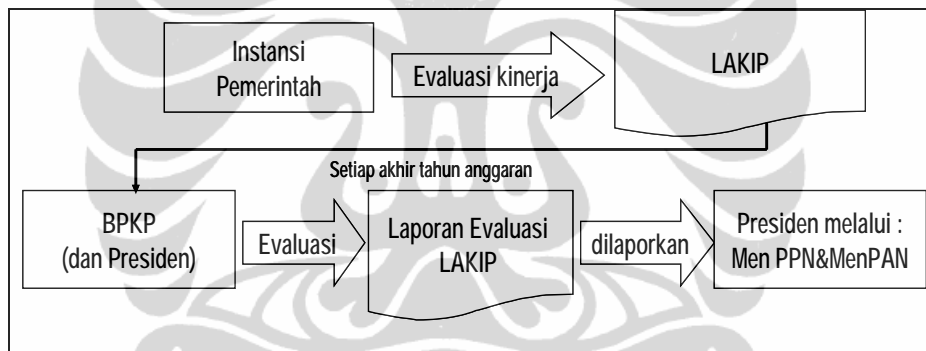 Instansi
Pemerintah
Evaluasi kinerja
LAKIP
Setiap akhir tahun anggaran
BPKP
(dan Presiden)
Evaluasi
Laporan Evaluasi
LAKIP
dilaporkan
Presiden melalui :
Men PPN&MenPAN